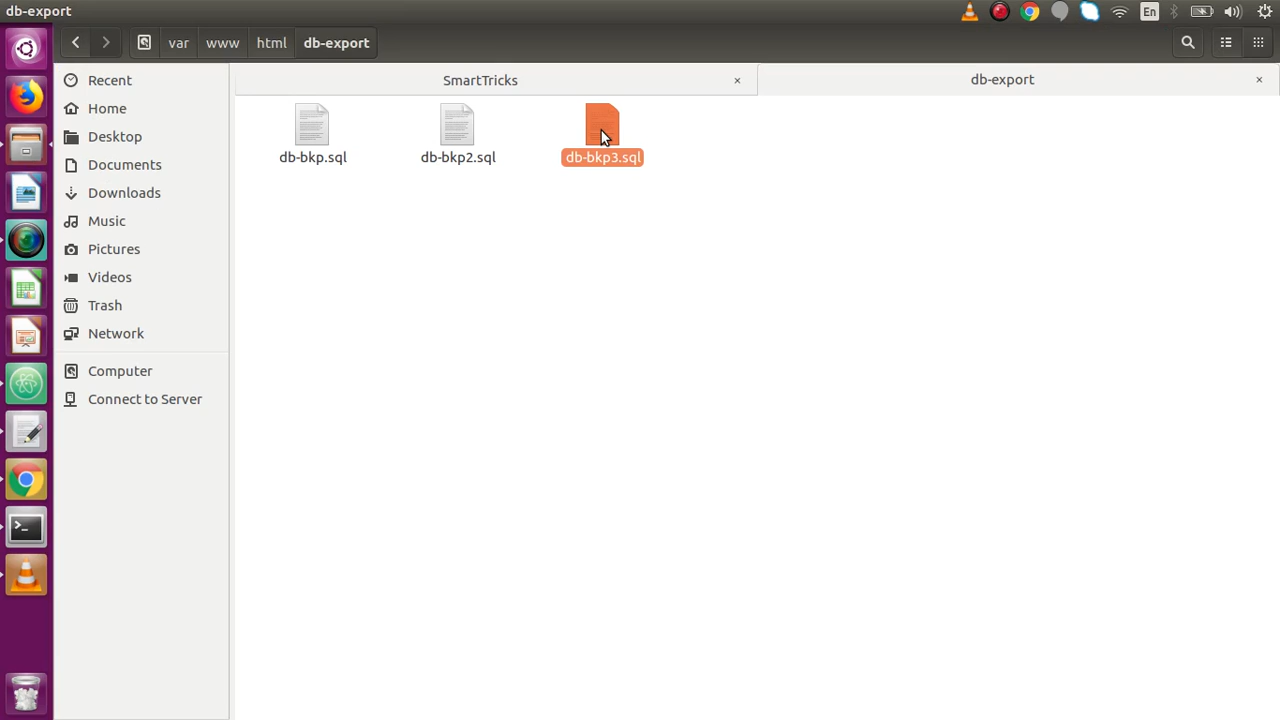 db-export
En
var www html db-export
SmartTricks × db-export ×
Recent
Home
Desktop
Documents
Downloads
Music
Pictures
Videos
Trash
Network
Computer
Connect to Server
db-bkp.sql db-bkp2.sql db-bkp3.sql